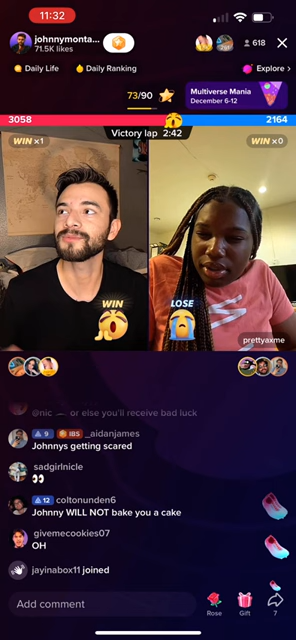 11:32
johnnymonta...
71.5K likes
618
Daily Life
Daily Ranking
Explore >
73/90
Multiverse Mania
December 6-12
3058
2164
Victory lap 2:42
WIN x1
WIN x0
WIN
LOSE
prettyaxme
@nic or else you'll receive bad luck
9 IBS _aidanjames
Johnnys getting scared
sadgirlnicle
👀
12 coltonunden6
Johnny WILL NOT bake you a cake
givemecookies07
OH
jayinabox11 joined
Add comment
Rose
Gift
7